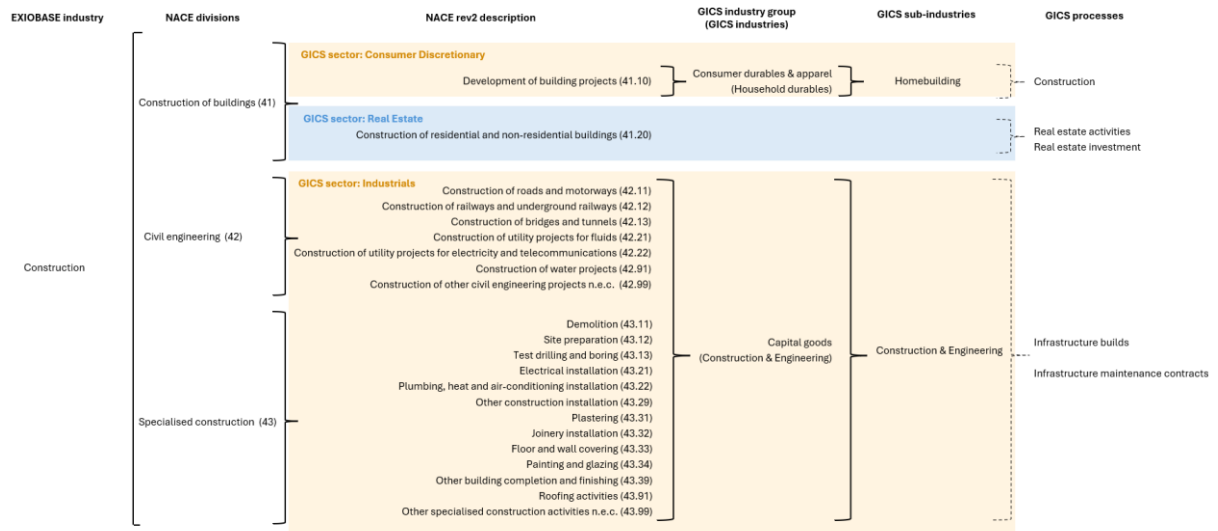 EXIOBASE industry
NACE divisions
NACE rev2 description
GICS industry group
(GICS industries)
GICS sub-industries
GICS processes
GICS sector: Consumer Discretionary
Development of building projects (41.10)
Consumer durables & apparel
(Household durables)
Homebuilding
Construction
Construction of buildings (41)
GICS sector: Real Estate
Construction of residential and non-residential buildings (41.20)
Real estate activities
Real estate investment
GICS sector: Industrials
Construction of roads and motorways (42.11)
Construction of railways and underground railways (42.12)
Construction of bridges and tunnels (42.13)
Civil engineering (42)
Construction of utility projects for fluids (42.21)
Construction of utility projects for electricity and telecommunications (42.22)
Construction
Construction of water projects (42.91)
Construction of other civil engineering projects n.e.c. (42.99)
Demolition (43.11)
Site preparation (43.12)
Test drilling and boring (43.13)
Electrical installation (43.21)
Plumbing, heat and air-conditioning installation (43.22)
Other construction installation (43.29)
Plastering (43.31)
Joinery installation (43.32)
Floor and wall covering (43.33)
Painting and glazing (43.34)
Other building completion and finishing (43.39)
Roofing activities (43.91)
Other specialised construction activities n.e.c. (43.99)
Specialised construction (43)
Capital goods
(Construction & Engineering)
Construction & Engineering
Infrastructure builds
Infrastructure maintenance contracts